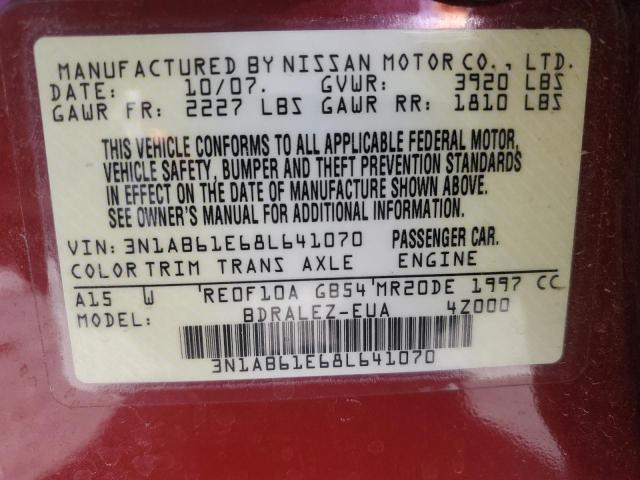 MANUFACTURED BY NISSAN MOTOR CO., LTD.
DATE: 10/07. GVWR: 3920 LBS
GAWR FR: 2227 LBS GAWR RR: 1810 LBS
THIS VEHICLE CONFORMS TO ALL APPLICABLE FEDERAL MOTOR
VEHICLE SAFETY, BUMPER AND THEFT PREVENTION STANDARDS
IN EFFECT ON THE DATE OF MANUFACTURE SHOWN ABOVE.
SEE OWNER'S MANUAL FOR ADDITIONAL INFORMATION.
VIN: 3N1AB61E68L641070 PASSENGER CAR.
COLOR TRIM TRANS AXLE ENGINE
A15 W RE0F10A GB54 MR20DE 1997 CC
MODEL: BDRALEZ-EUA 4Z000
3N1AB61E68L641070